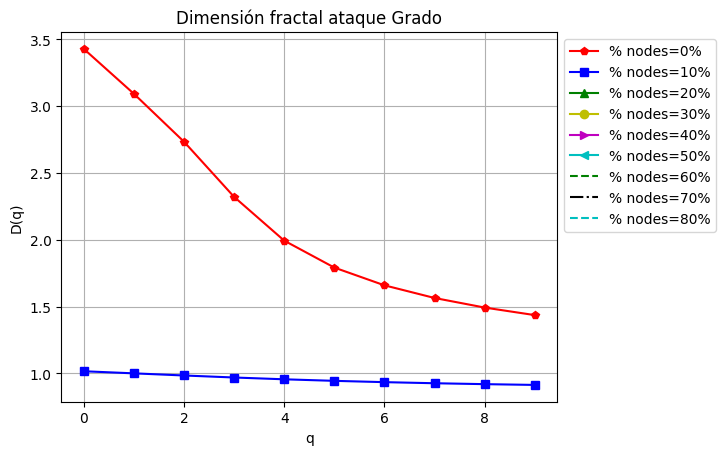 Dimensión fractal ataque Grado
3.5
3.0
2.5
2.0
1.5
1.0
D(q)
0
2
4
6
8
q
% nodes=0%
% nodes=10%
% nodes=20%
% nodes=30%
% nodes=40%
% nodes=50%
% nodes=60%
% nodes=70%
% nodes=80%